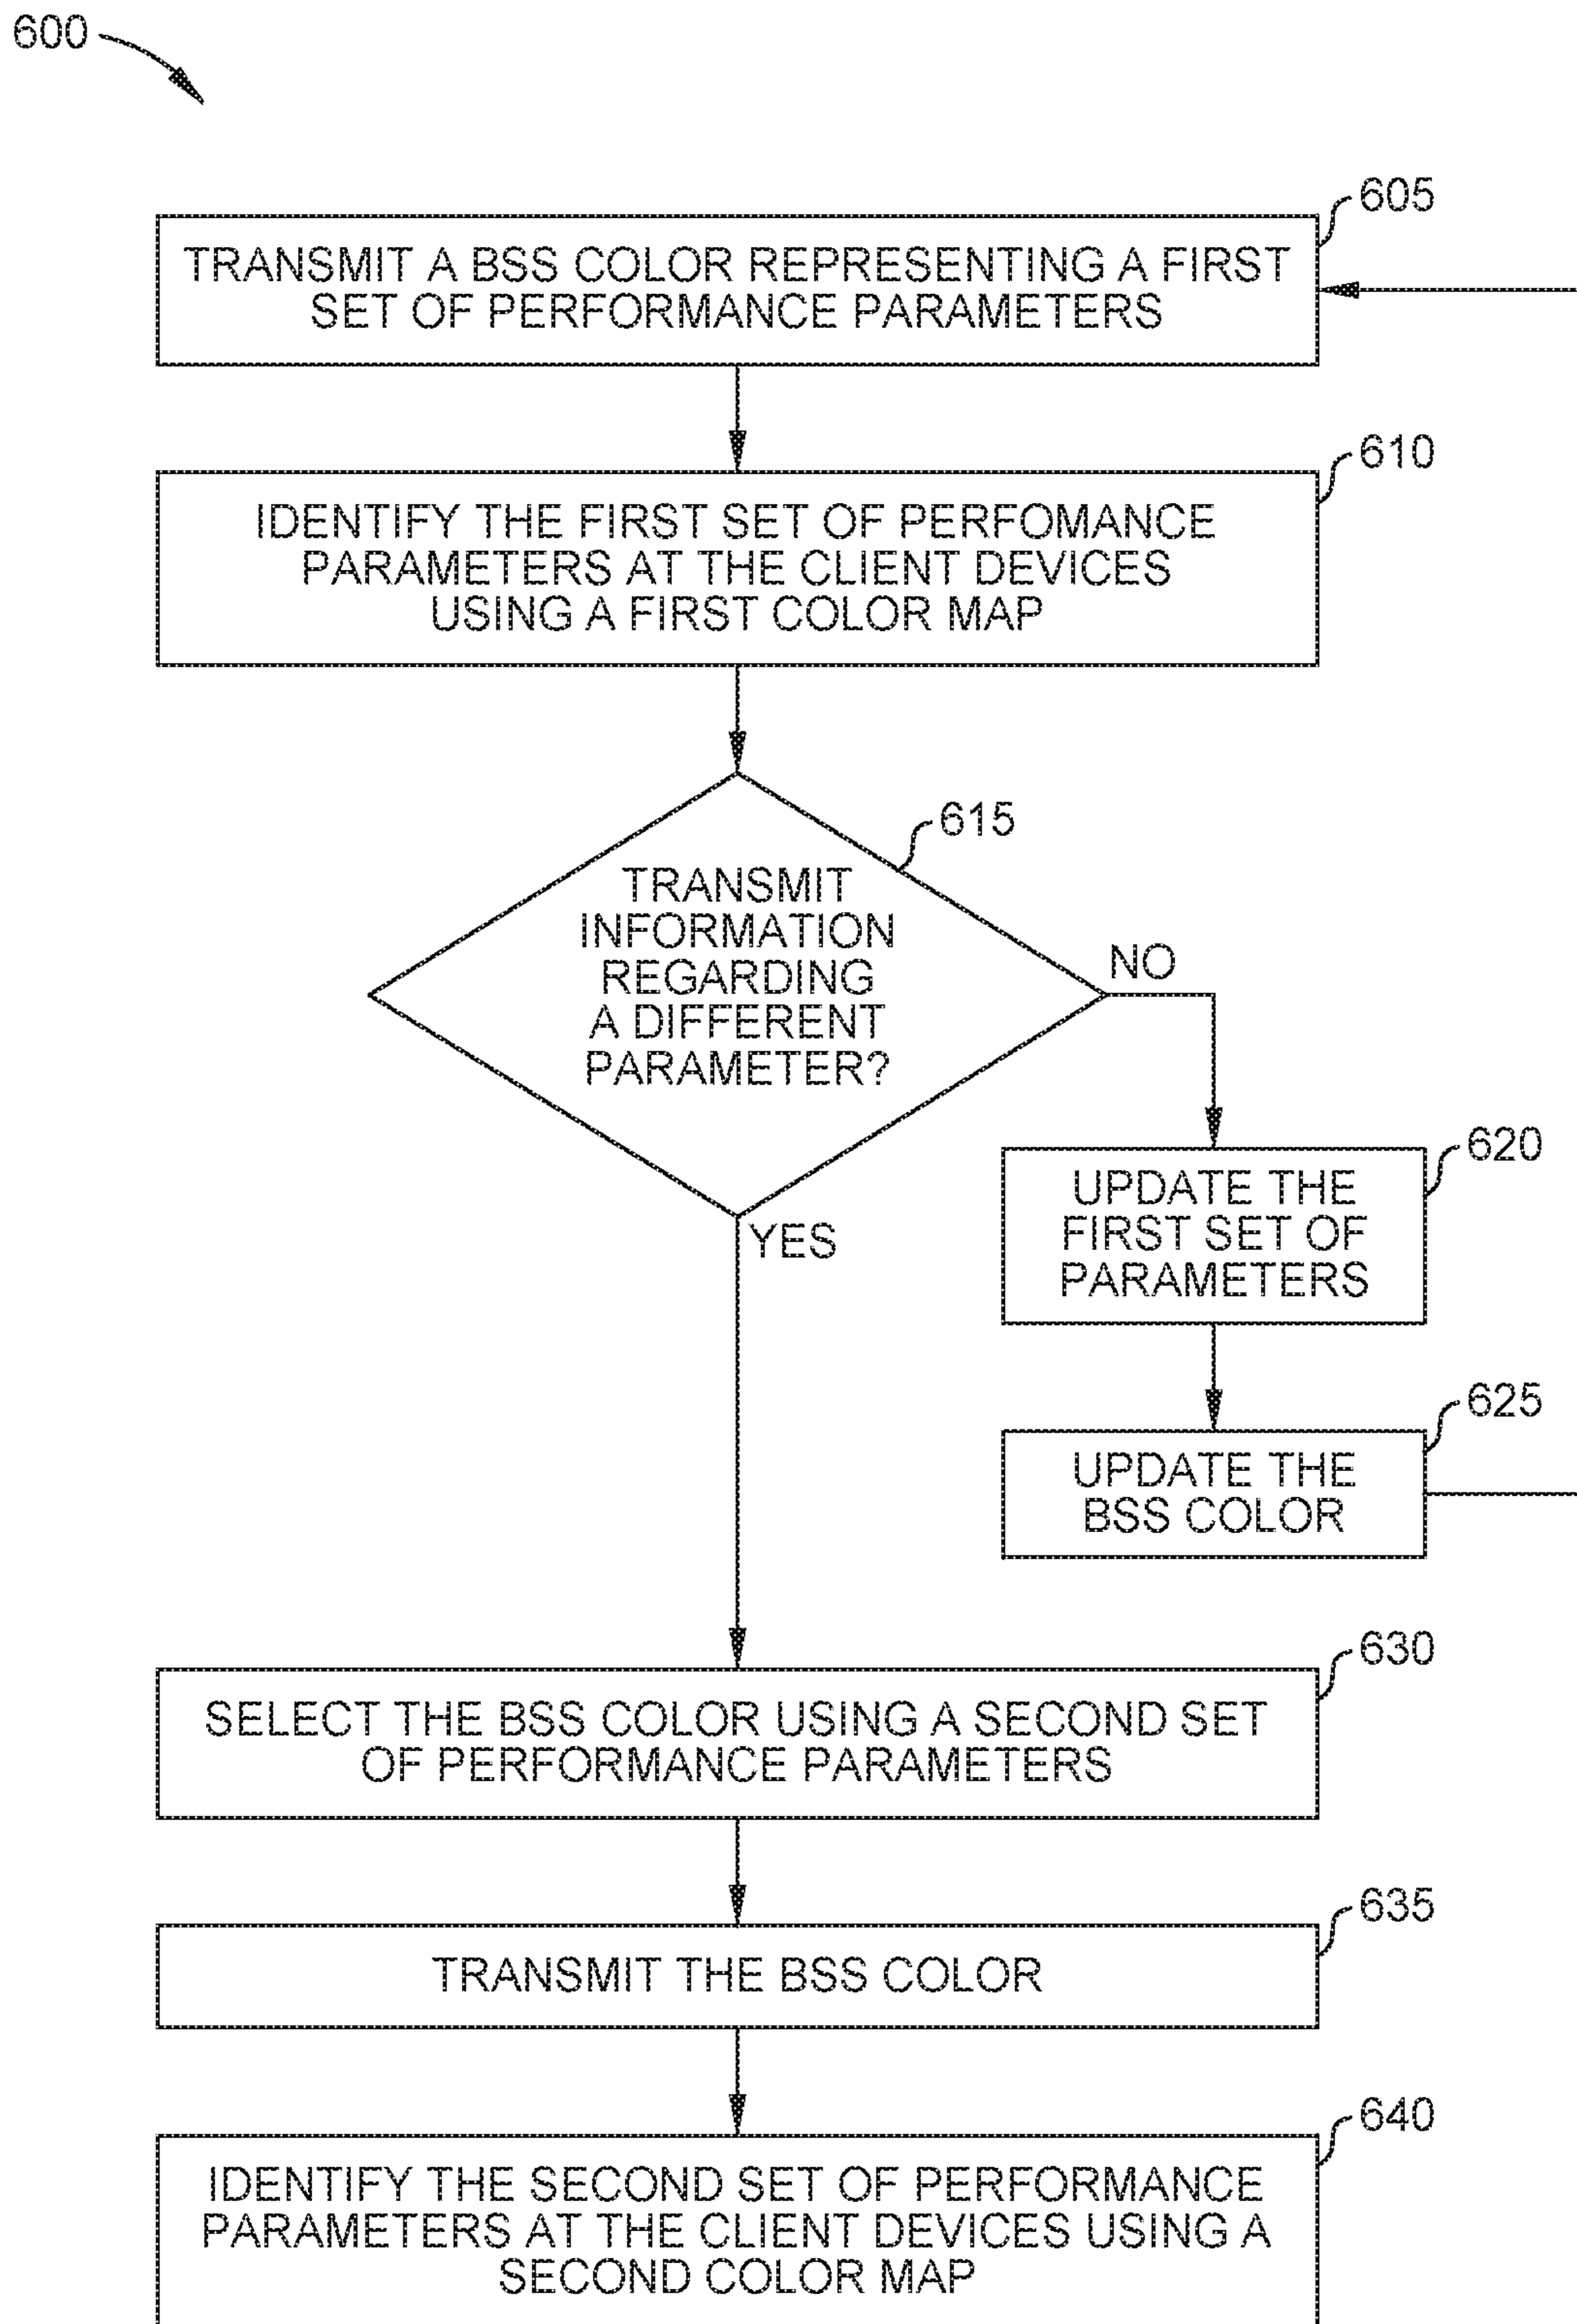 600
605
TRANSMIT A BSS COLOR REPRESENTING A FIRST
SET OF PERFORMANCE PARAMETERS
610
IDENTIFY THE FIRST SET OF PERFOMANCE
PARAMETERS AT THE CLIENT DEVICES
USING A FIRST COLOR MAP
615
TRANSMIT
INFORMATION
REGARDING
A DIFFERENT
PARAMETER?
NO
620
UPDATE THE
FIRST SET OF
PARAMETERS
YES
625
UPDATE THE
BSS COLOR
630
SELECT THE BSS COLOR USING A SECOND SET
OF PERFORMANCE PARAMETERS
635
TRANSMIT THE BSS COLOR
640
IDENTIFY THE SECOND SET OF PERFORMANCE
PARAMETERS AT THE CLIENT DEVICES USING A
SECOND COLOR MAP